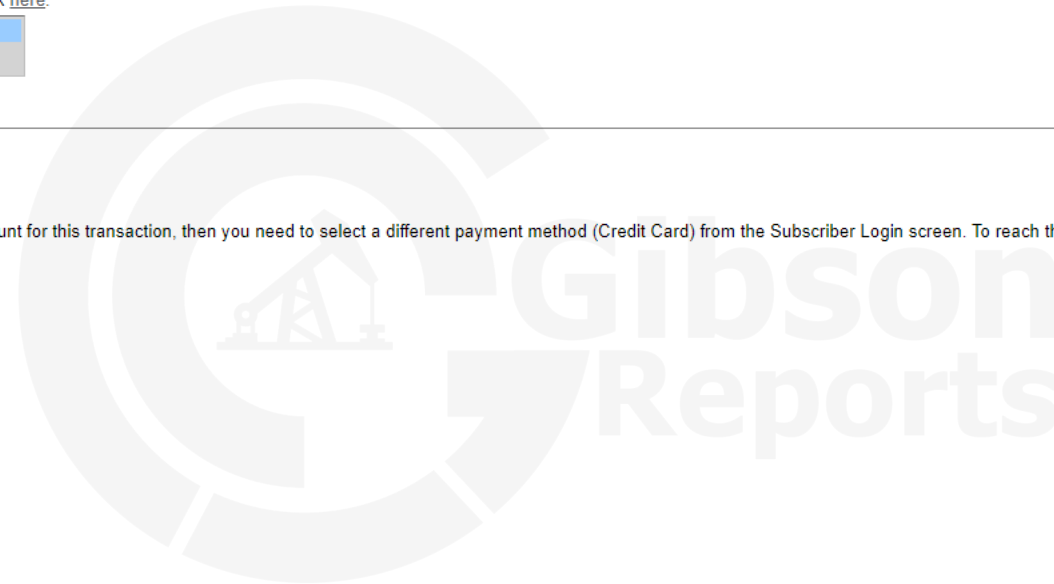 here.
unt for this transaction, then you need to select a different payment method (Credit Card) from the Subscriber Login screen. To reach th
Gibson
Reports